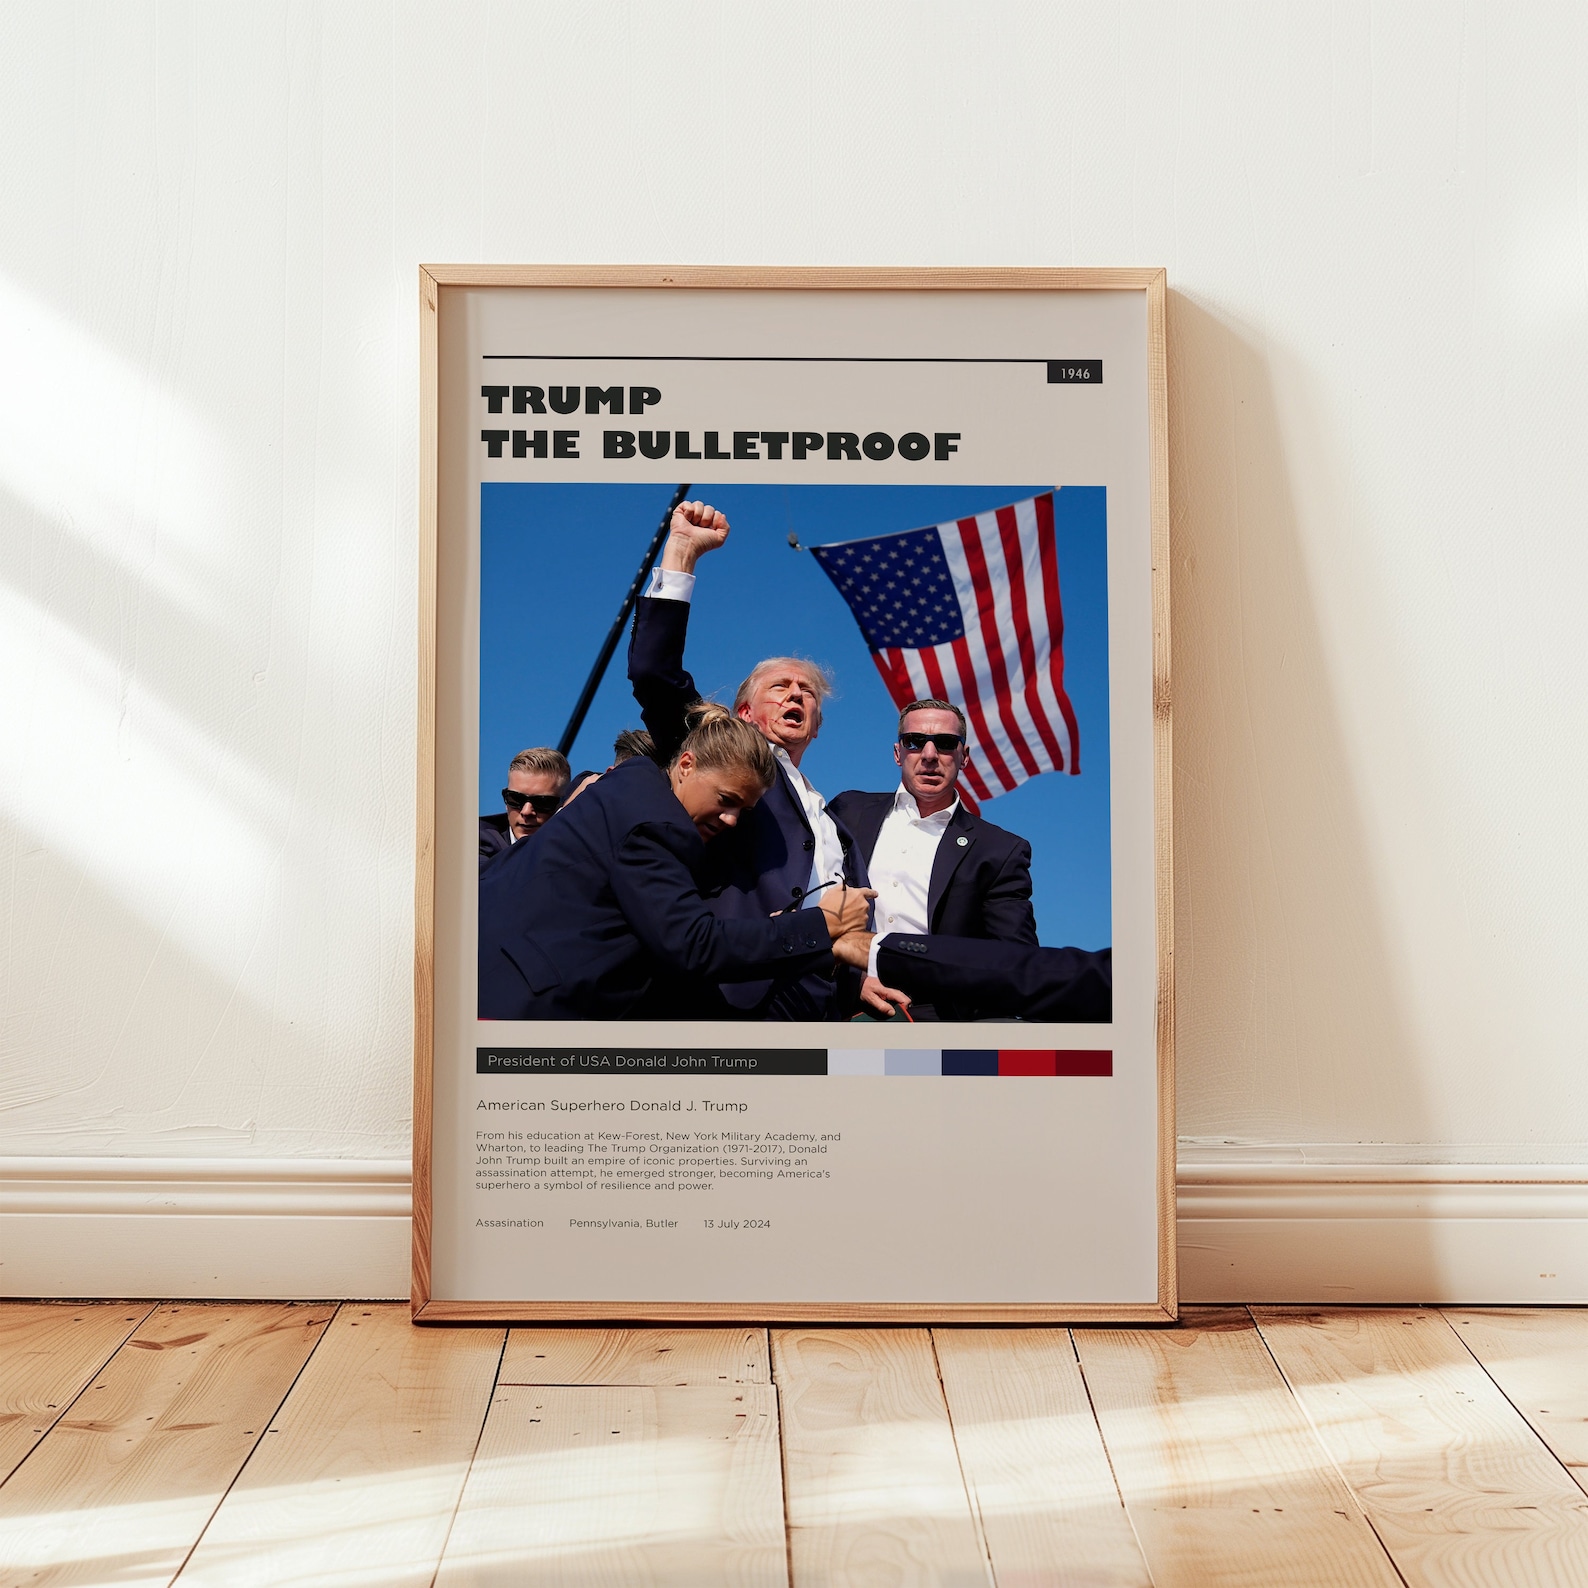 1946
TRUMP
THE BULLETPROOF
President of USA Donald John Trump
American Superhero Donald J. Trump
From his education at Kew-Forest, New York Military Academy, and
Wharton, to leading The Trump Organization (1971-2017), Donald
John Trump built an empire of iconic properties. Surviving an
assassination attempt, he emerged stronger, becoming America's
superhero a symbol of resilience and power.
Assasination Pennsylvania, Butler 13 July 2024